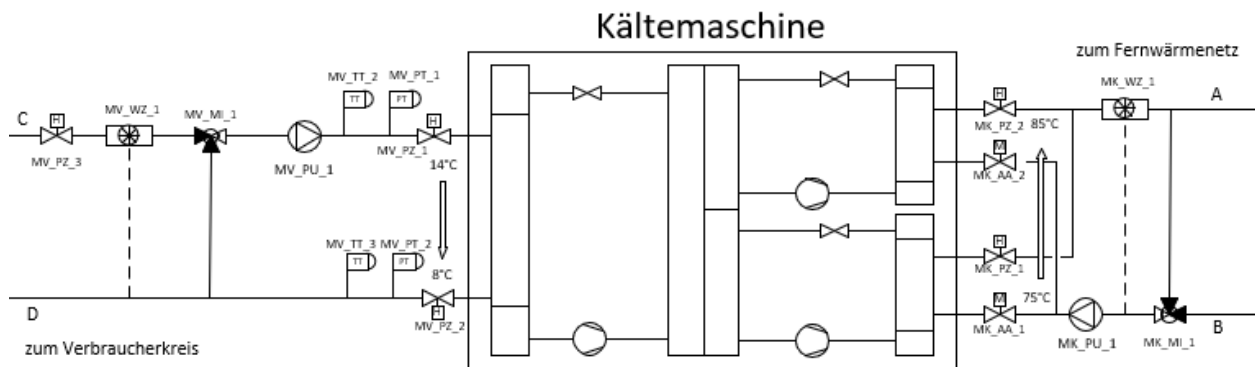 Kältemaschine
zum Fernwärmenetz
MV_TT_2
MV_PT_1
MK_WZ_1
C
H
MV_WZ_1
MV_MI_1
TT
PT
H
H
A
MK_PZ_2
85°C
MV_PZ_3
MV_PU_1
MV_PZ_1
14°C
M
MK_AA_2
MV_TT_3
MV_PT_2
H
TT
PT
8°C
MK_PZ_1
75°C
M
D
H
MV_PZ_2
MK_AA_1
MK_PU_1
MK_MI_1
B
zum Verbraucherkreis